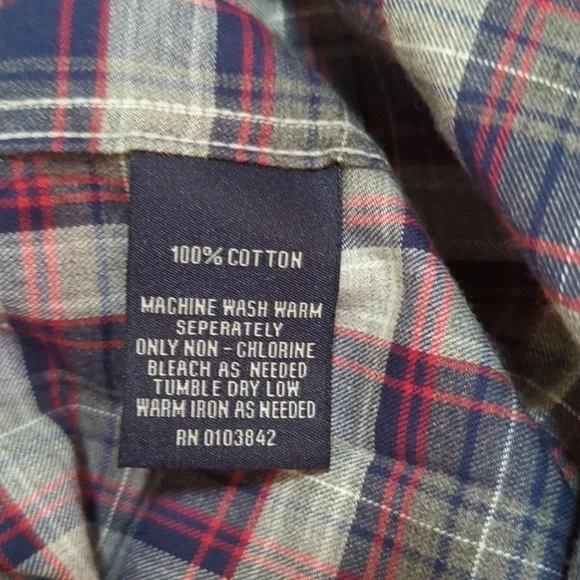 100% COTTON
MACHINE WASH WARM
SEPERATELY
ONLY NON - CHLORINE
BLEACH AS NEEDED
TUMBLE DRY LOW
WARM IRON AS NEEDED
RN 0103842